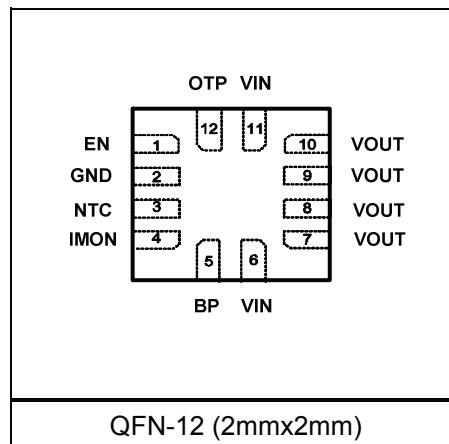 OTP VIN
12 11
EN 1 10 VOUT
GND 2 9 VOUT
NTC 3 8 VOUT
IMON 4 7 VOUT
5 6
BP VIN
QFN-12 (2mmx2mm)